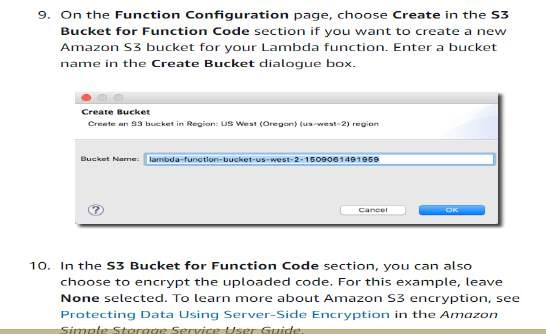 9. On the Function Configuration page, choose Create in the S3
Bucket for Function Code section if you want to create a new
Amazon S3 bucket for your Lambda function. Enter a bucket
name in the Create Bucket dialogue box.
Create Bucket
Create an S3 bucket in Region: US West (Oregon) (us-west-2) region
Bucket Name: lambda-function-bucket-us-west-2-1509061491959
? Cancel OK
10. In the S3 Bucket for Function Code section, you can also
choose to encrypt the uploaded code. For this example, leave
None selected. To learn more about Amazon S3 encryption, see
Protecting Data Using Server-Side Encryption in the Amazon
Simple Storage Service User Guide.